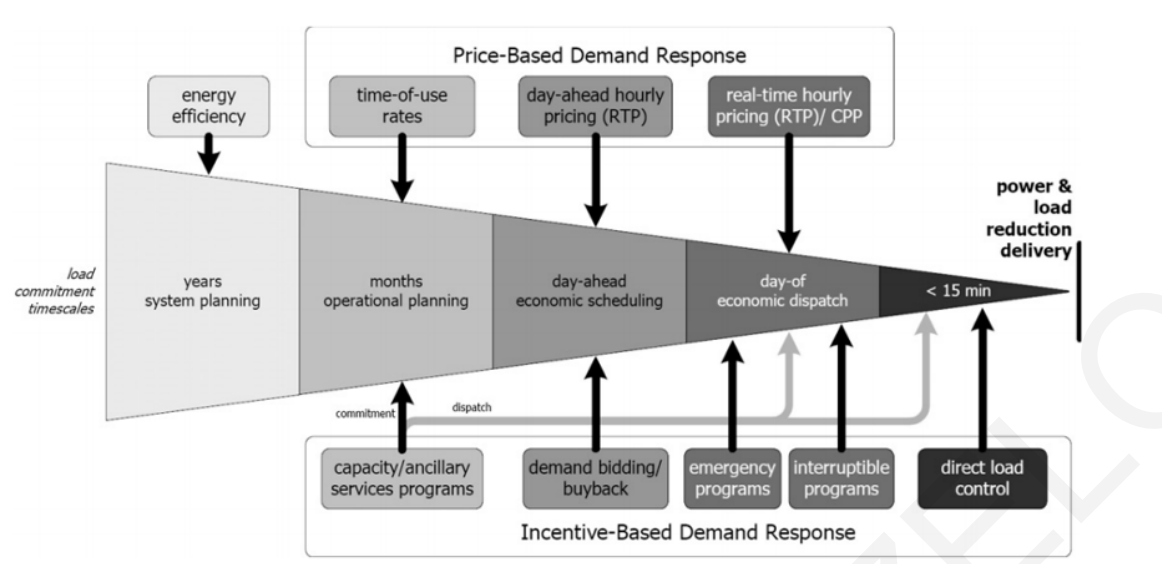 Price-Based Demand Response
energy
efficiency
time-of-use
rates
day-ahead hourly
pricing (RTP)
real-time hourly
pricing (RTP)/ CPP
power &
load
reduction
delivery
load
commitment
timescales
years
system planning
months
operational planning
day-ahead
economic scheduling
day-of
economic dispatch
< 15 min
commitment
dispatch
capacity/ancillary
services programs
demand bidding/
buyback
emergency
programs
interruptible
programs
direct load
control
Incentive-Based Demand Response